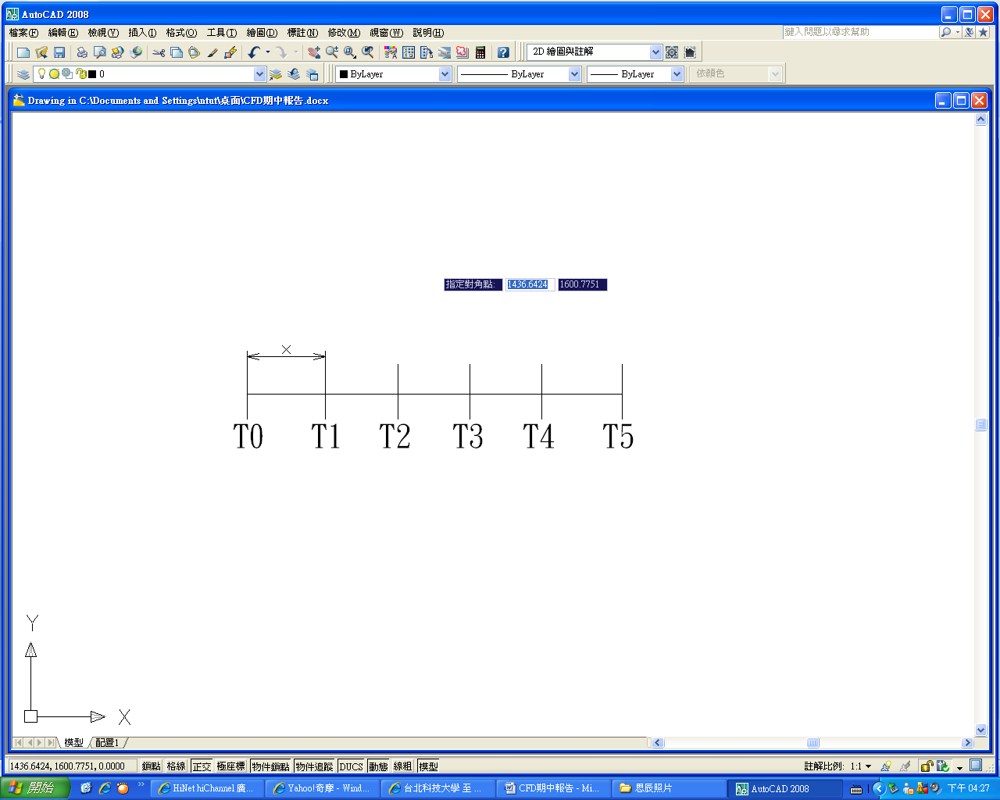 AutoCAD 2008
檔案(F) 編輯(E) 檢視(V) 插入(I) 格式(O) 工具(T) 繪圖(D) 標註(N) 修改(M) 視窗(W) 說明(H) 鍵入問題以尋求幫助
2D 繪圖與註解
0 ByLayer ByLayer ByLayer 依顏色
Drawing in C:\Documents and Settings\ntut\桌面\CFD期中報告.docx
指定對角點: 1436.6424 1600.7751
X
T0 T1 T2 T3 T4 T5
Y
X
模型 配置1
1436.6424, 1600.7751, 0.0000 鎖點 格線 正交 極座標 物件鎖點 物件追蹤 DUCS 動態 線粗 模型 註解比例: 1:1
開始 HiNet hiChannel 廣... Yahoo!奇摩 - Wind... 台北科技大學 至 ... CFD期中報告 - Mi... 思辰照片 AutoCAD 2008 下午 04:27